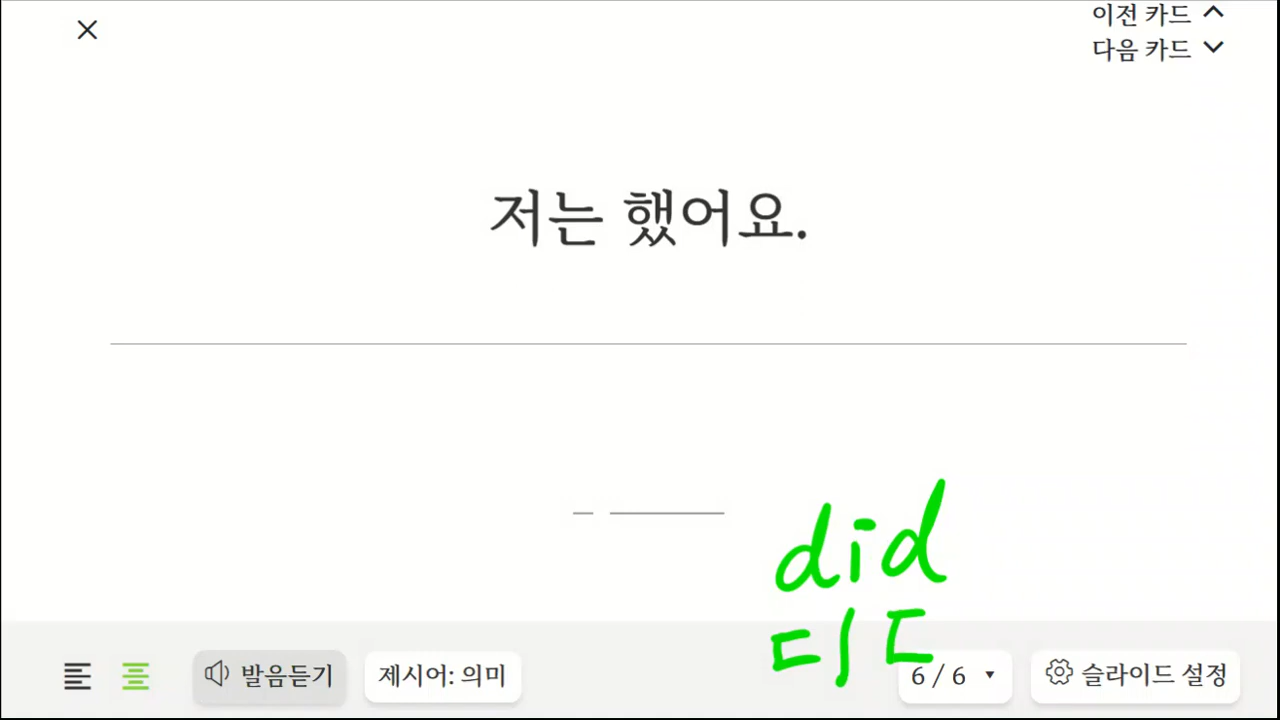 이전 카드
다음 카드
저는 했어요.
did
디ㄷ
발음듣기
제시어: 의미
6 / 6
슬라이드 설정